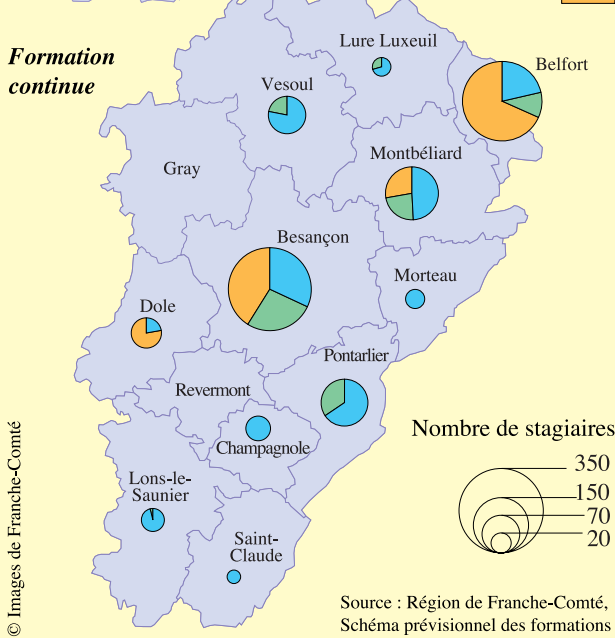 Formation
continue
Lure Luxeuil
Belfort
Vesoul
Montbéliard
Gray
Besançon
Morteau
Dole
Pontarlier
Revermont
Champagnole
Lons-le-
Saunier
Saint-
Claude
Nombre de stagiaires
350
150
70
20
© Images de Franche-Comté
Source : Région de Franche-Comté,
Schéma prévisionnel des formations